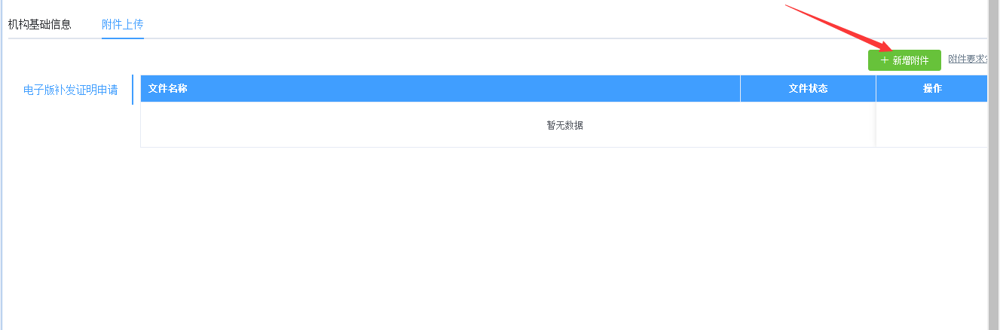 机构基础信息 附件上传
+ 新增附件 附件要求
电子版补发证明申请
文件名称 文件状态 操作
暂无数据